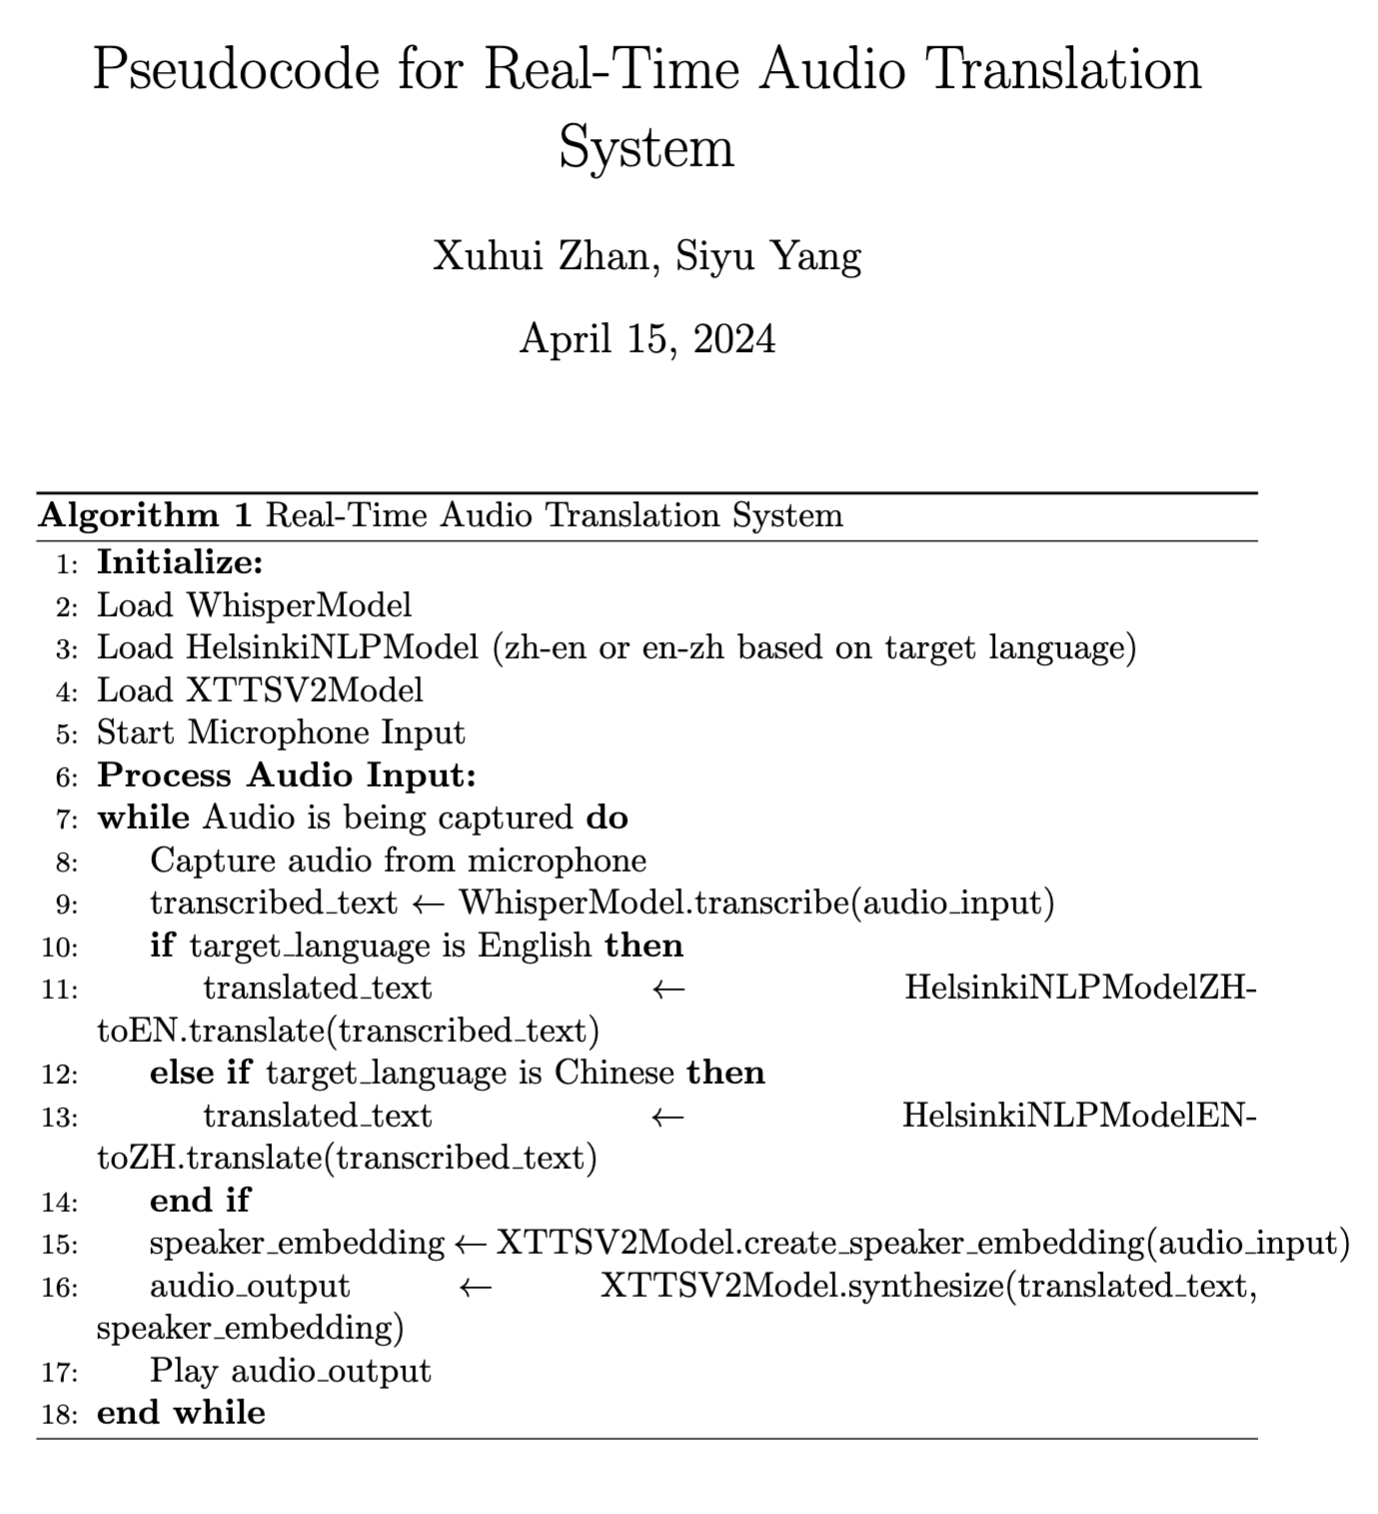 Pseudocode for Real-Time Audio Translation
System
Xuhui Zhan, Siyu Yang
April 15, 2024
Algorithm 1 Real-Time Audio Translation System
1: Initialize:
2: Load WhisperModel
3: Load HelsinkiNLPModel (zh-en or en-zh based on target language)
4: Load XTTSV2Model
5: Start Microphone Input
6: Process Audio Input:
7: while Audio is being captured do
8: Capture audio from microphone
9: transcribed_text ← WhisperModel.transcribe(audio_input)
10: if target_language is English then
11: translated_text ← HelsinkiNLPModelZH-
toEN.translate(transcribed_text)
12: else if target_language is Chinese then
13: translated_text ← HelsinkiNLPModelEN-
toZH.translate(transcribed_text)
14: end if
15: speaker_embedding ← XTTSV2Model.create_speaker_embedding(audio_input)
16: audio_output ← XTTSV2Model.synthesize(translated_text,
speaker_embedding)
17: Play audio_output
18: end while